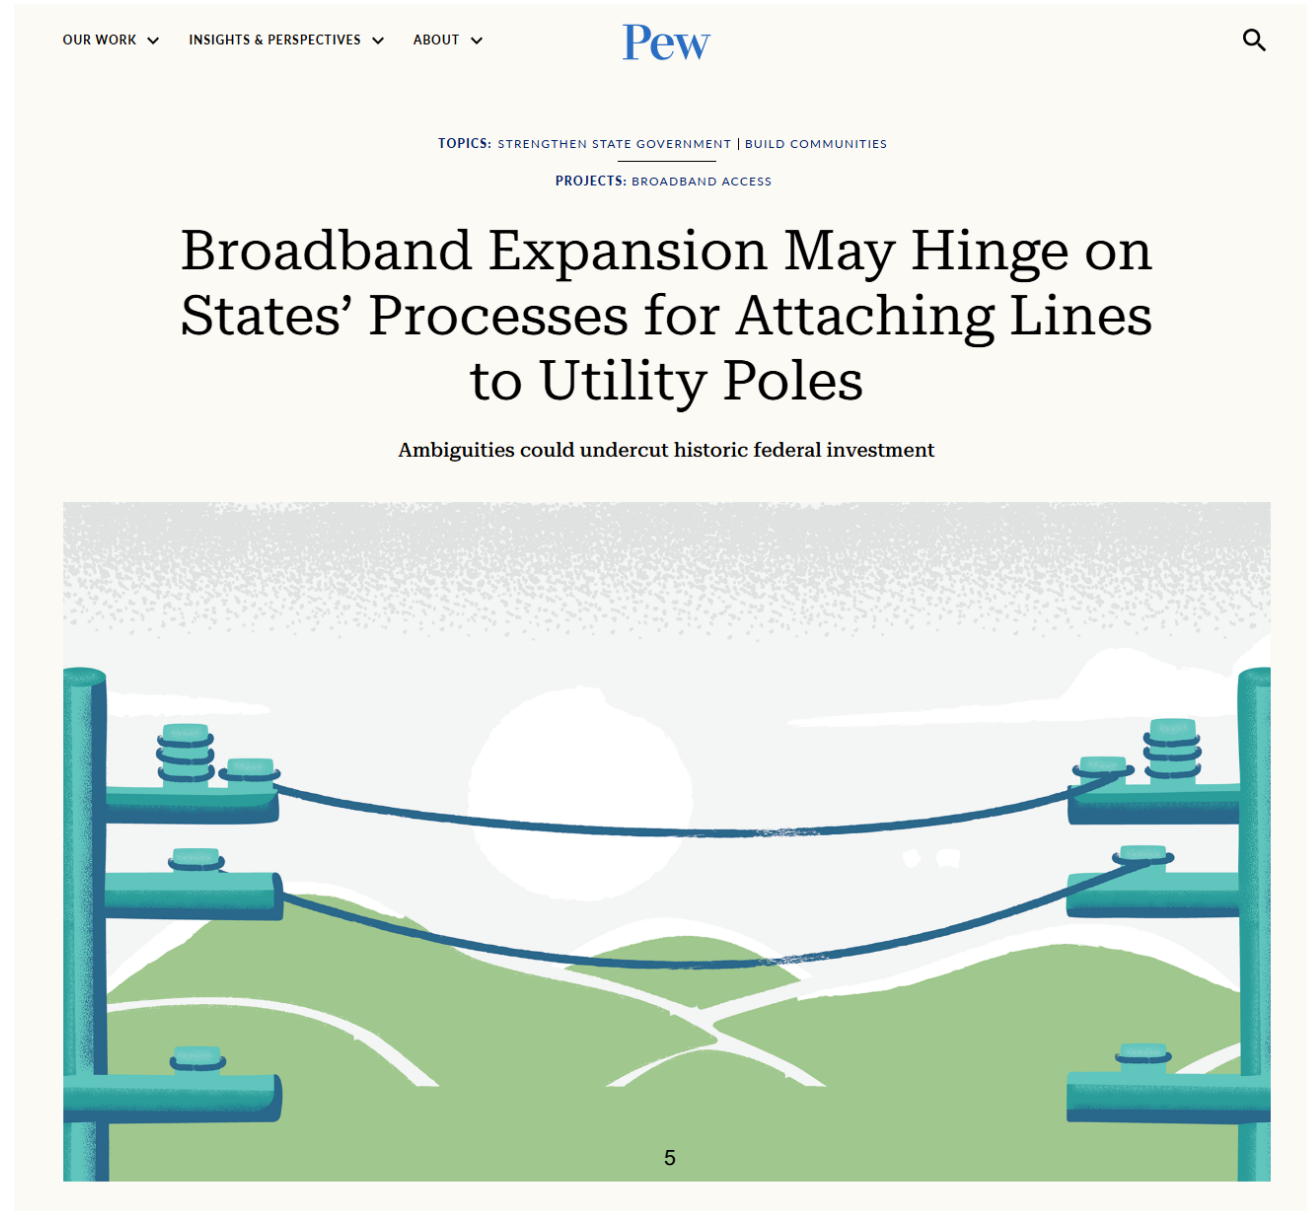 OUR WORK INSIGHTS & PERSPECTIVES ABOUT Pew
TOPICS: STRENGTHEN STATE GOVERNMENT | BUILD COMMUNITIES
PROJECTS: BROADBAND ACCESS
Broadband Expansion May Hinge on
States’ Processes for Attaching Lines
to Utility Poles
Ambiguities could undercut historic federal investment
5